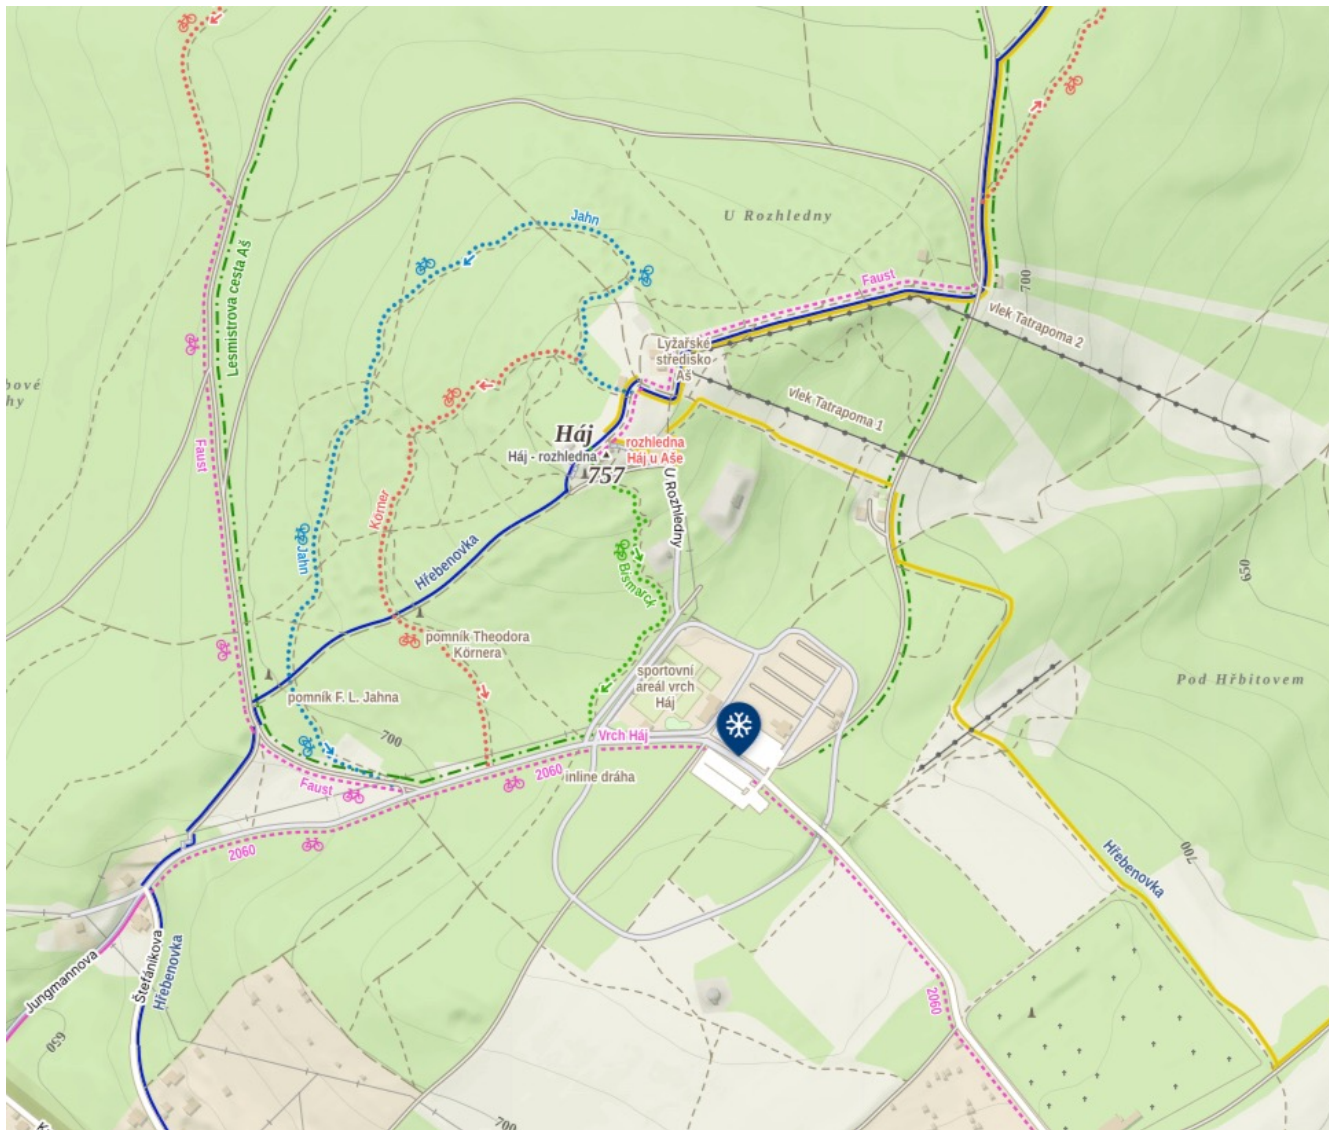 Jahn
U Rozhledny
Lesmistrova cesta Aš
Faust
700
vlek Tatrapoma 2
Lyžařské
středisko
Aš
bové
hy
vlek Tatrapoma 1
Háj
Háj - rozhledna
757
rozhledna
Háj u Aše
Faust
Körner
U Rozhledny
Jahn
Hřebenovka
Bismarck
650
pomník Theodora
Körnera
sportovní
areál vrch
Háj
Pod Hřbitovem
pomník F. L. Jahna
700
Vrch Háj
2060
inline dráha
Faust
2060
Hřebenovka
700
Jungmannova
Štefánikova
Hřebenovka
2060
650
700